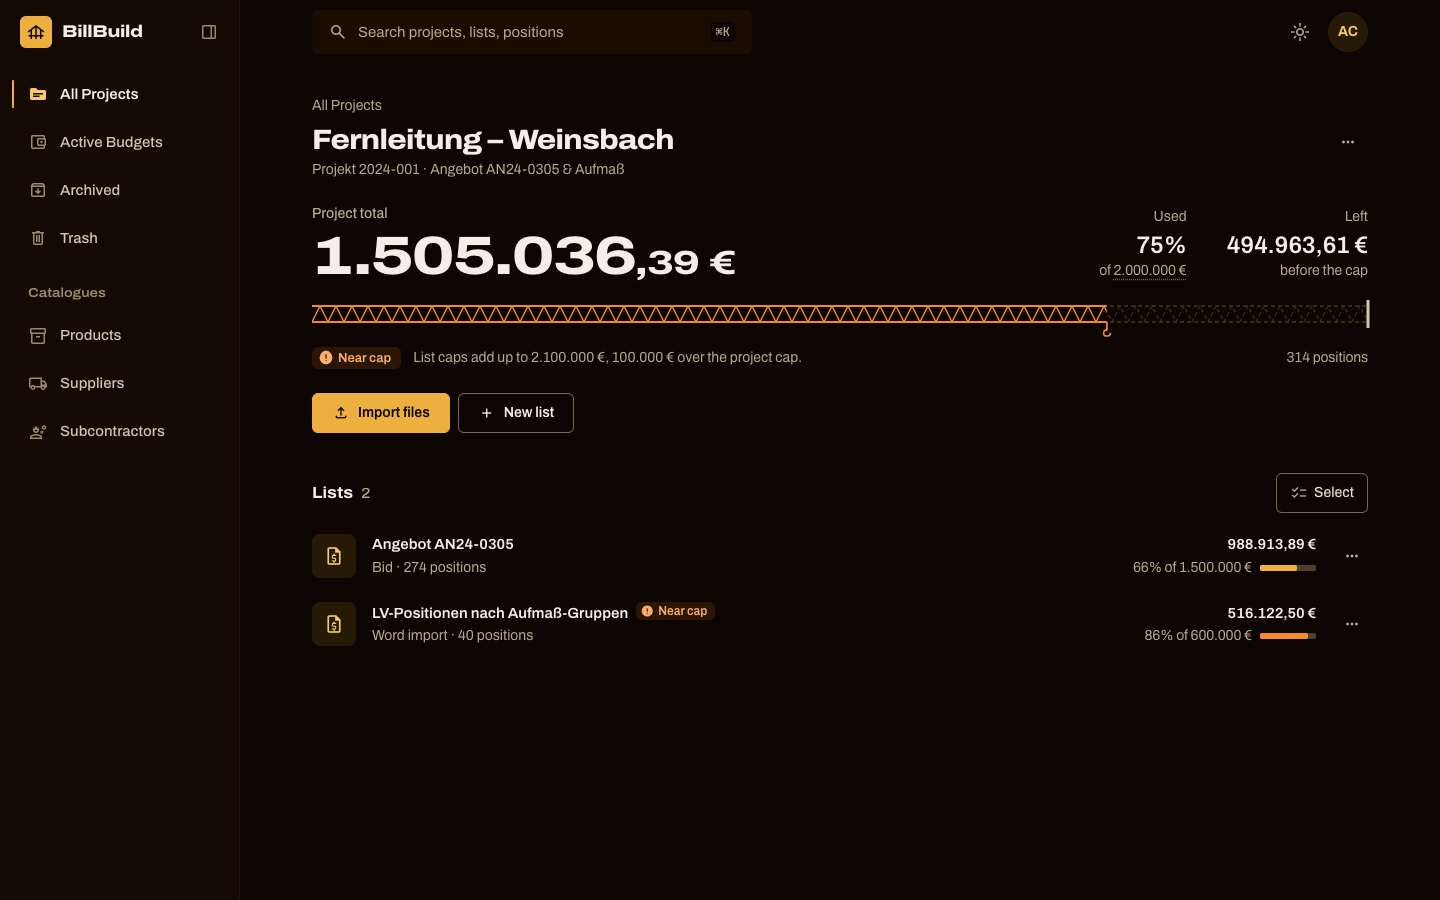 BillBuild
Search projects, lists, positions
⌘K
AC
All Projects
Active Budgets
Archived
Trash
Catalogues
Products
Suppliers
Subcontractors
All Projects
Fernleitung – Weinsbach
Projekt 2024-001 · Angebot AN24-0305 & Aufmaß
Project total
1.505.036,39 €
Used
75%
of 2.000.000 €
Left
494.963,61 €
before the cap
Near cap
List caps add up to 2.100.000 €, 100.000 € over the project cap.
314 positions
Import files
New list
Lists 2
Select
Angebot AN24-0305
988.913,89 €
Bid · 274 positions
66% of 1.500.000 €
LV-Positionen nach Aufmaß-Gruppen Near cap
516.122,50 €
Word import · 40 positions
86% of 600.000 €